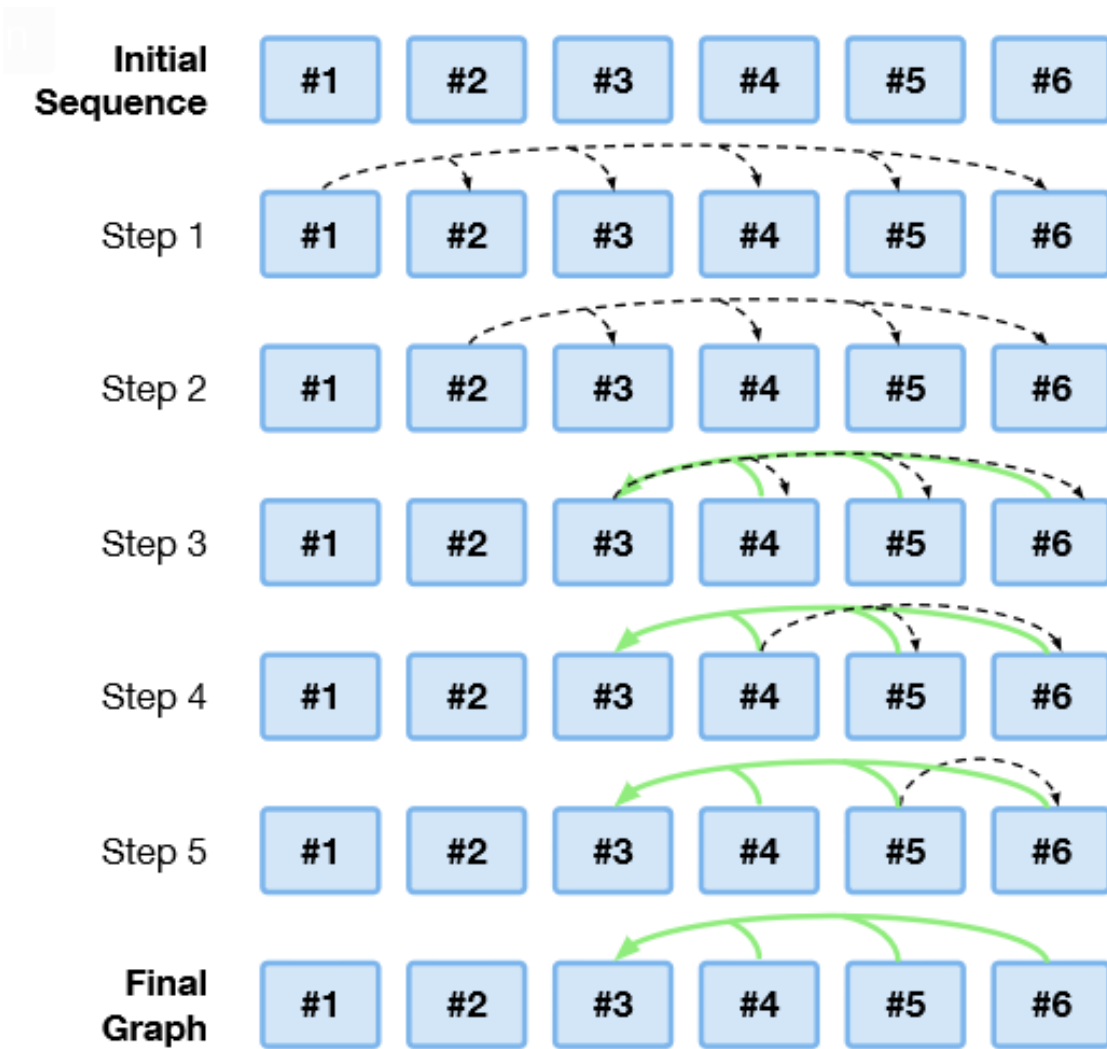 Initial
Sequence
#1 #2 #3 #4 #5 #6
Step 1 #1 #2 #3 #4 #5 #6
Step 2 #1 #2 #3 #4 #5 #6
Step 3 #1 #2 #3 #4 #5 #6
Step 4 #1 #2 #3 #4 #5 #6
Step 5 #1 #2 #3 #4 #5 #6
Final
Graph
#1 #2 #3 #4 #5 #6